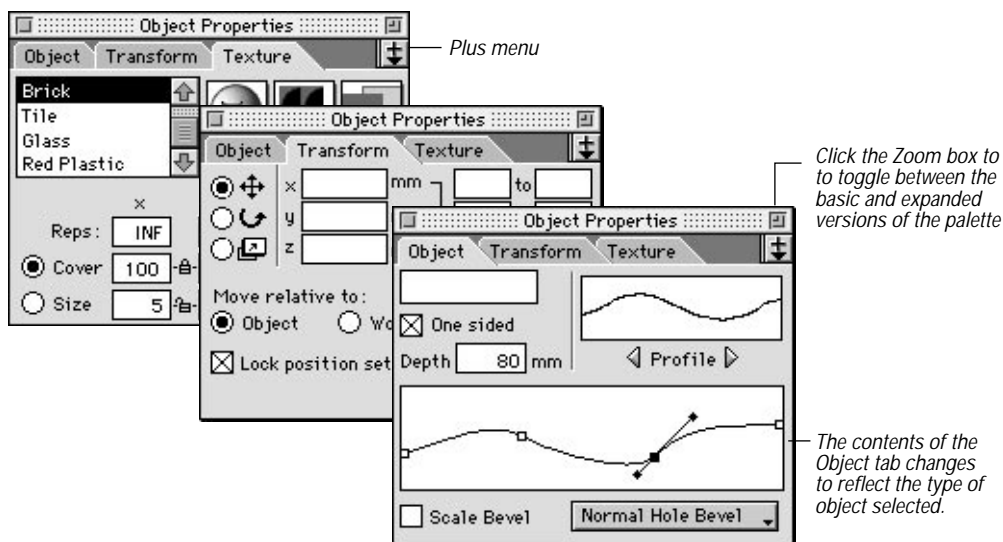 Object Properties
Object Transform Texture
Plus menu
Brick
Tile
Glass
Red Plastic
x
Reps: INF
Cover 100
Size 5
Object Properties
Object Transform Texture
x mm to
y
z
Move relative to:
Object
Lock position set
Click the Zoom box to
to toggle between the
basic and expanded
versions of the palette
Object Properties
Object Transform Texture
One sided
Depth 80 mm
Profile
Scale Bevel Normal Hole Bevel
The contents of the
Object tab changes
to reflect the type of
object selected.